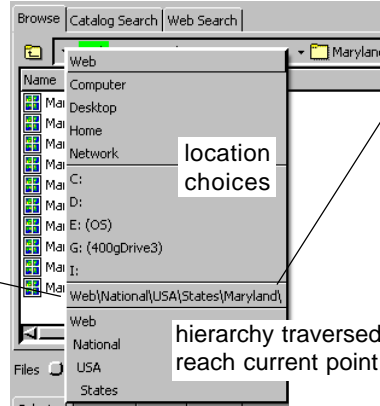 Browse Catalog Search Web Search
Maryland
Web
Name
Computer
Desktop
Home
Network
location
choices
C:
D:
E: (OS)
G: (400gDrive3)
I:
Web\National\USA\States\Maryland\
Web
National
hierarchy traversed
Files USA
reach current point
States